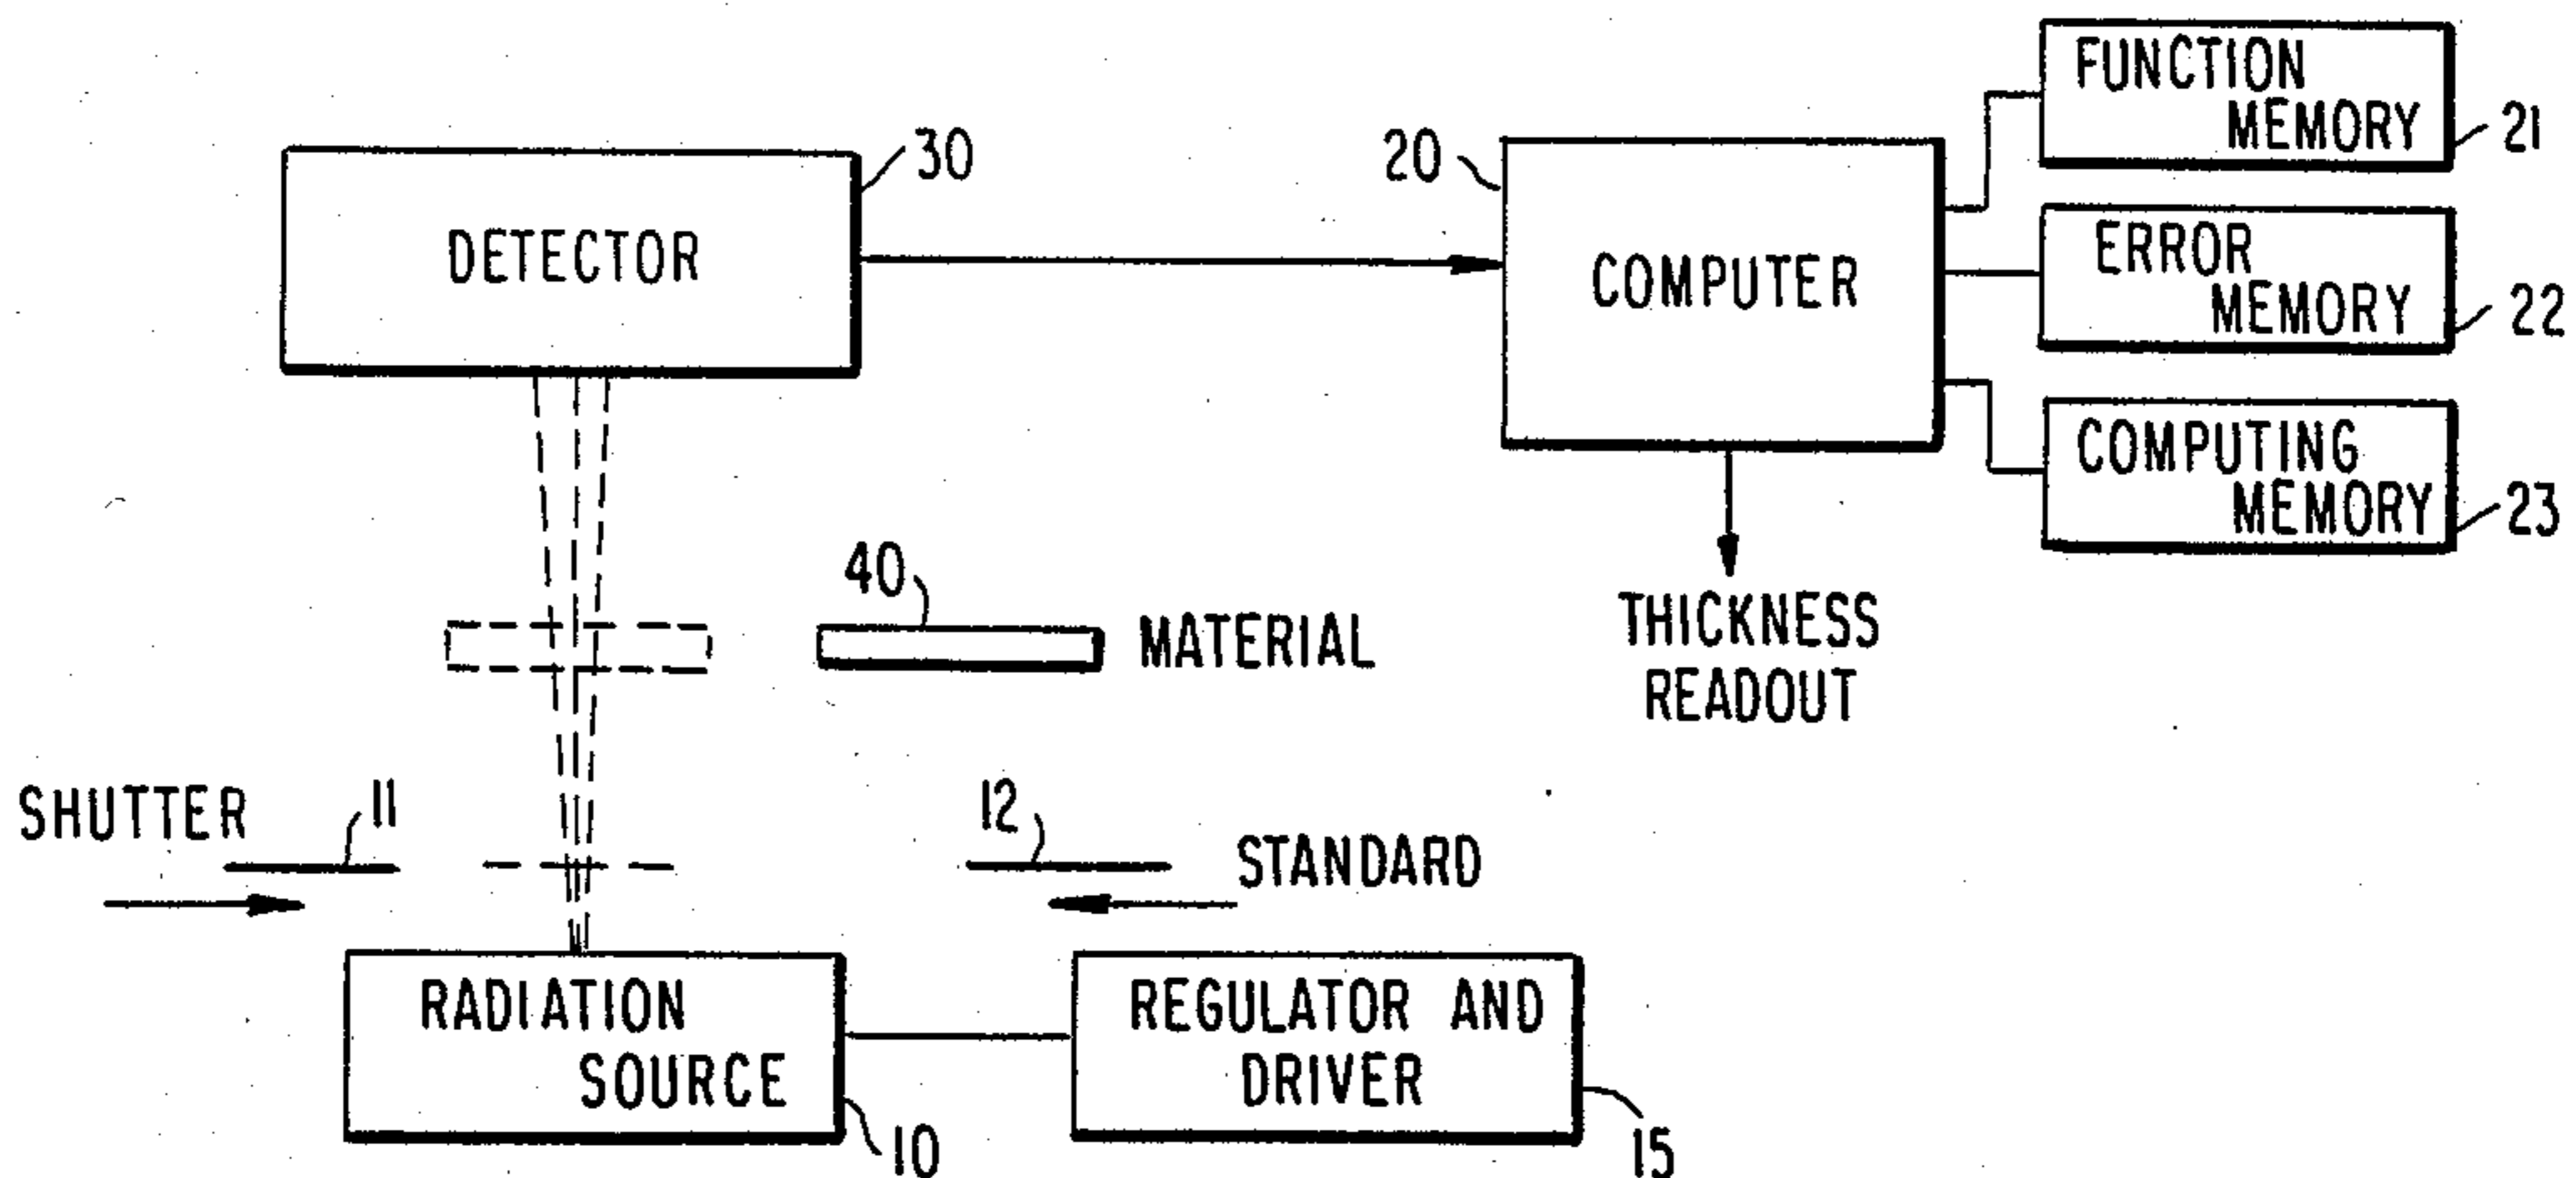 FUNCTION
MEMORY
21
30
20
DETECTOR
COMPUTER
ERROR
MEMORY
22
COMPUTING
MEMORY
23
40
MATERIAL
THICKNESS
READOUT
SHUTTER
11
12
STANDARD
RADIATION
SOURCE
10
REGULATOR AND
DRIVER
15